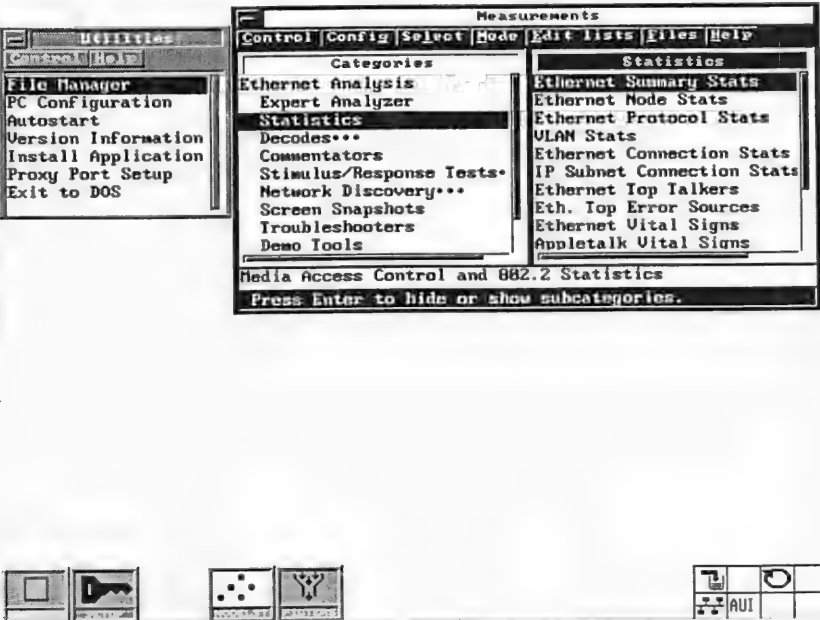 Utilities
Control Help
File Manager
PC Configuration
Autostart
Version Information
Install Application
Proxy Port Setup
Exit to DOS
Measurements
Control Config Select Mode Edit lists Files Help
Categories
Ethernet Analysis
Expert Analyzer
Statistics
Decodes•••
Commentators
Stimulus/Response Tests•
Network Discovery•••
Screen Snapshots
Troubleshooters
Demo Tools
Statistics
Ethernet Summary Stats
Ethernet Node Stats
Ethernet Protocol Stats
VLAN Stats
Ethernet Connection Stats
IP Subnet Connection Stats
Ethernet Top Talkers
Eth. Top Error Sources
Ethernet Vital Signs
Appletalk Vital Signs
Media Access Control and 802.2 Statistics
Press Enter to hide or show subcategories.
AUI